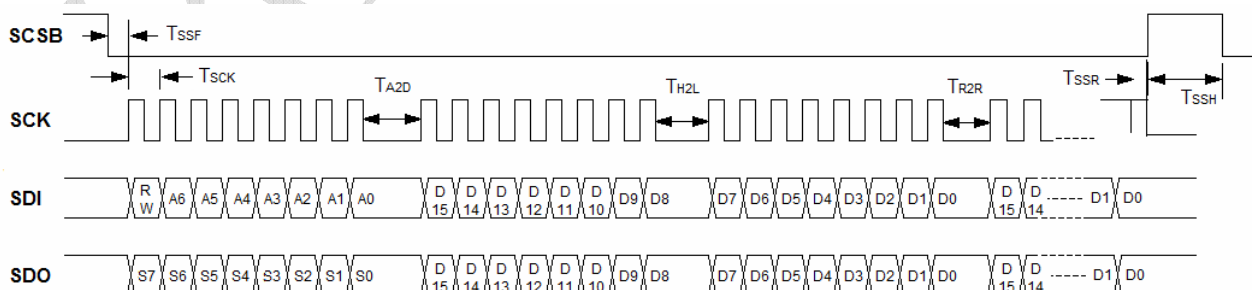 SCSB TSSF
TSCK TA2D TH2L TR2R TSSR TSSH
SCK
SDI R W A6 A5 A4 A3 A2 A1 A0 D 15 D 14 D 13 D 12 D 11 D 10 D9 D8 D7 D6 D5 D4 D3 D2 D1 D0 D 15 D 14 D1 D0
SDO S7 S6 S5 S4 S3 S2 S1 S0 D 15 D 14 D 13 D 12 D 11 D 10 D9 D8 D7 D6 D5 D4 D3 D2 D1 D0 D 15 D 14 D1 D0